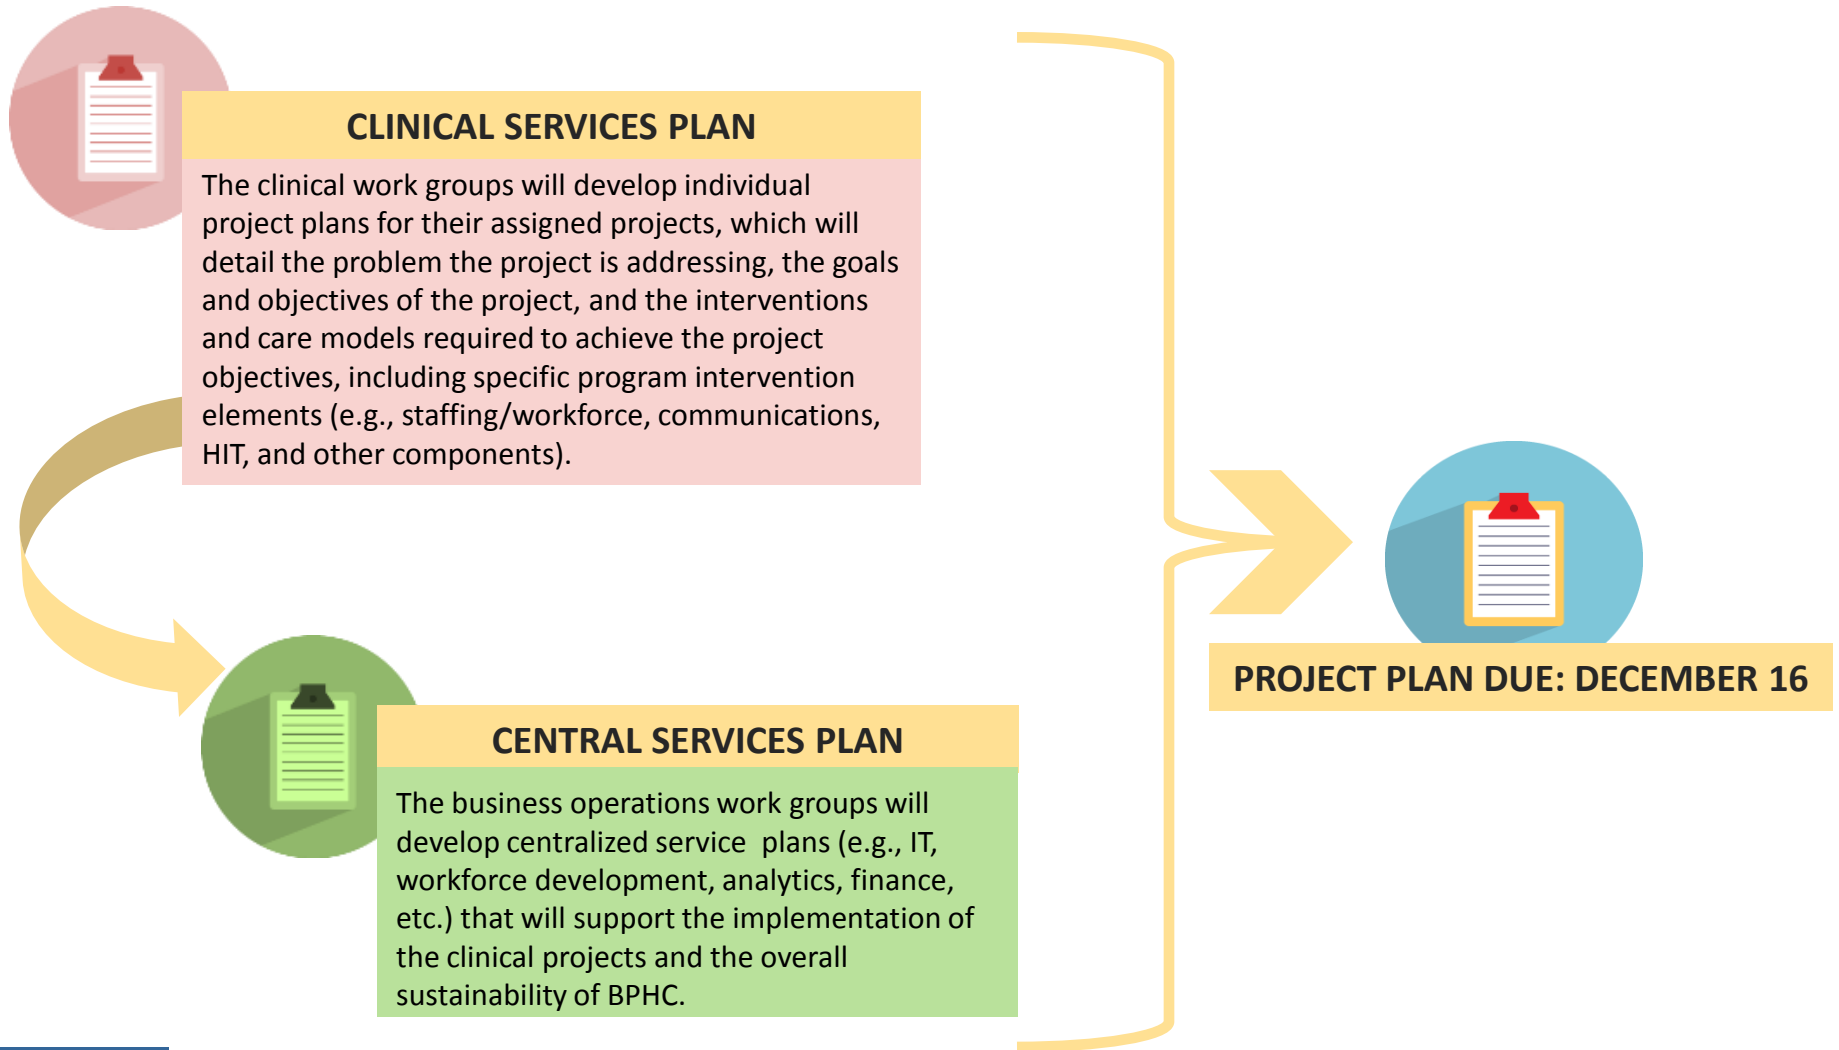 CLINICAL SERVICES PLAN
The clinical work groups will develop individual
project plans for their assigned projects, which will
detail the problem the project is addressing, the goals
and objectives of the project, and the interventions
and care models required to achieve the project
objectives, including specific program intervention
elements (e.g., staffing/workforce, communications,
HIT, and other components).
CENTRAL SERVICES PLAN
The business operations work groups will
develop centralized service  plans (e.g., IT,
workforce development, analytics, finance,
etc.) that will support the implementation of
the clinical projects and the overall
sustainability of BPHC.
PROJECT PLAN DUE: DECEMBER 16